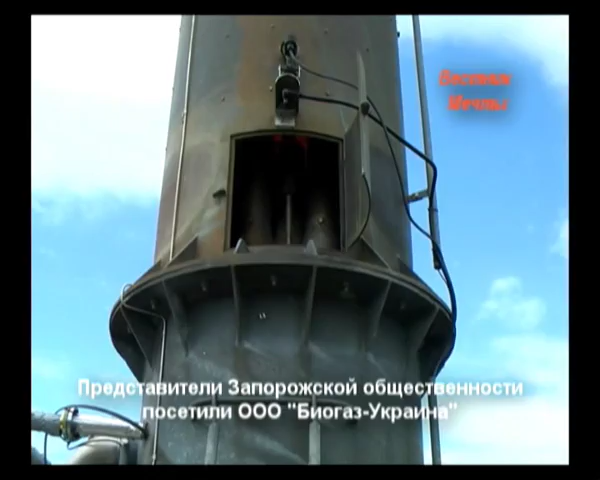 Вестник
Мечты
Представители Запорожской общественности
посетили ООО "Биогаз-Украина"